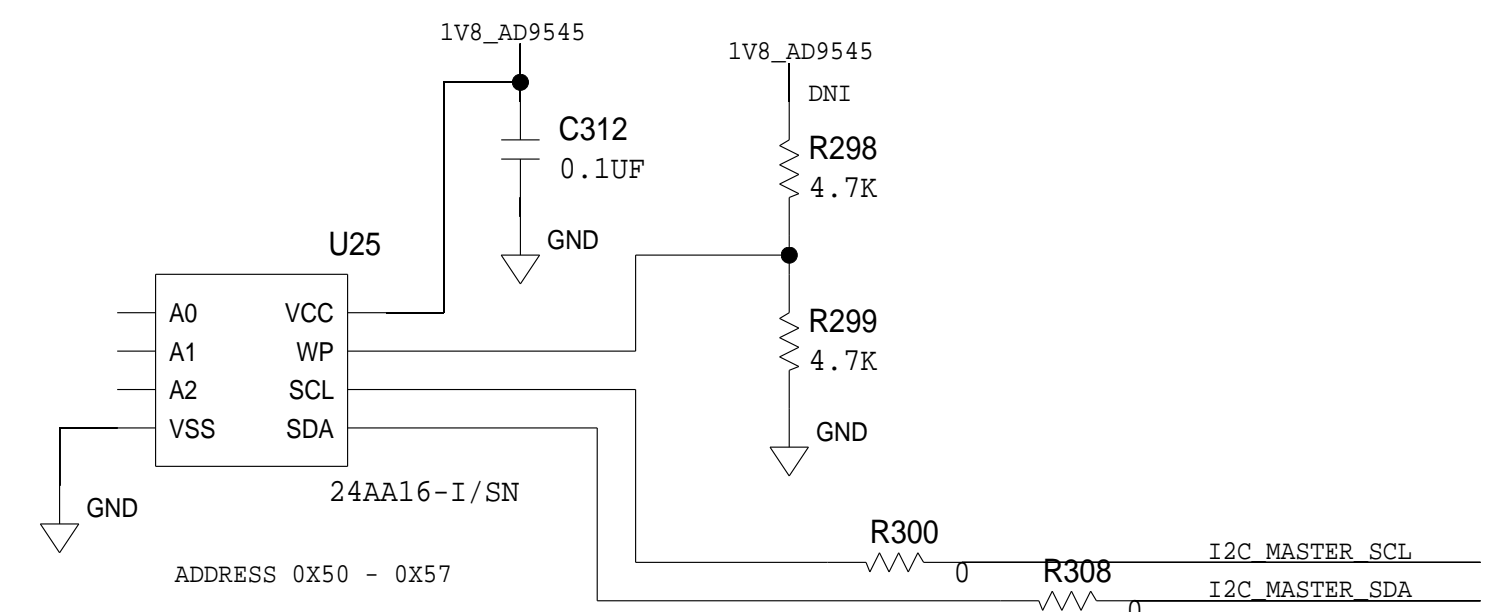 1V8_AD9545
1V8_AD9545
DNI
C312
0.1UF
R298
4.7K
U25
GND
A0
VCC
A1
WP
A2
SCL
VSS
SDA
R299
4.7K
GND
24AA16-I/SN
GND
R300
0
I2C_MASTER_SCL
ADDRESS 0X50 - 0X57
R308
0
I2C_MASTER_SDA